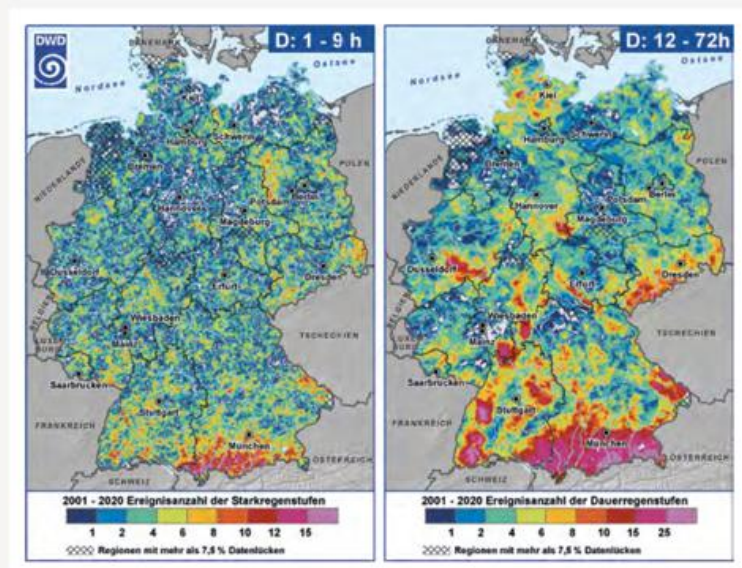 DWD
D: 1 - 9 h
DÄNEMARK
Nordsee
Ostsee
Kiel
Schwerin
Hamburg
Bremen
NIEDERLANDE
POLEN
Berlin
Potsdam
Hannover
Magdeburg
Düsseldorf
Erfurt
Dresden
Wiesbaden
Mainz
LUXEM-
BURG
TSCHECHIEN
Saarbrücken
FRANKREICH
Stuttgart
München
ÖSTERREICH
SCHWEIZ
2001 - 2020 Ereignisanzahl der Starkregenstufen
1 2 4 6 8 10 12 15
Regionen mit mehr als 7,5 % Datenlücken
D: 12 - 72h
DÄNEMARK
Nordsee
Ostsee
Kiel
Schwerin
Hamburg
Bremen
NIEDERLANDE
POLEN
Berlin
Potsdam
Hannover
Magdeburg
Düsseldorf
Erfurt
Dresden
BELGIEN
Wiesbaden
Mainz
LUXEM-
BURG
TSCHECHIEN
Saarbrücken
FRANKREICH
Stuttgart
München
ÖSTERREICH
SCHWEIZ
2001 - 2020 Ereignisanzahl der Dauerregenstufen
1 2 4 6 8 10 15 25
Regionen mit mehr als 7,5 % Datenlücken